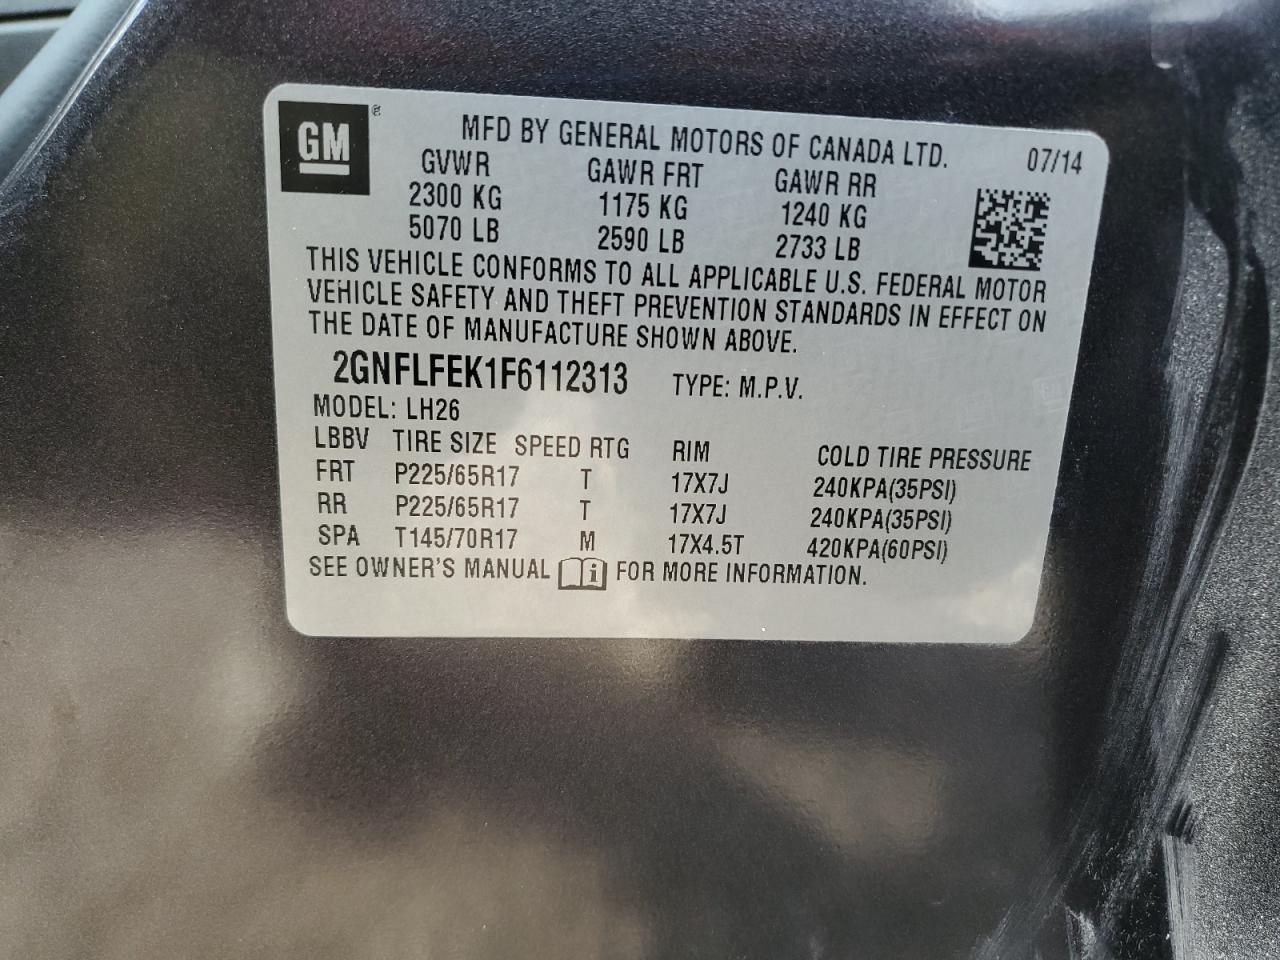 GM ®
MFD BY GENERAL MOTORS OF CANADA LTD. 07/14
GVWR GAWR FRT GAWR RR
2300 KG 1175 KG 1240 KG
5070 LB 2590 LB 2733 LB
THIS VEHICLE CONFORMS TO ALL APPLICABLE U.S. FEDERAL MOTOR
VEHICLE SAFETY AND THEFT PREVENTION STANDARDS IN EFFECT ON
THE DATE OF MANUFACTURE SHOWN ABOVE.
2GNFLFEK1F6112313 TYPE: M.P.V.
MODEL: LH26
LBBV TIRE SIZE SPEED RTG RIM COLD TIRE PRESSURE
FRT P225/65R17 T 17X7J 240KPA(35PSI)
RR P225/65R17 T 17X7J 240KPA(35PSI)
SPA T145/70R17 M 17X4.5T 420KPA(60PSI)
SEE OWNER'S MANUAL i FOR MORE INFORMATION.